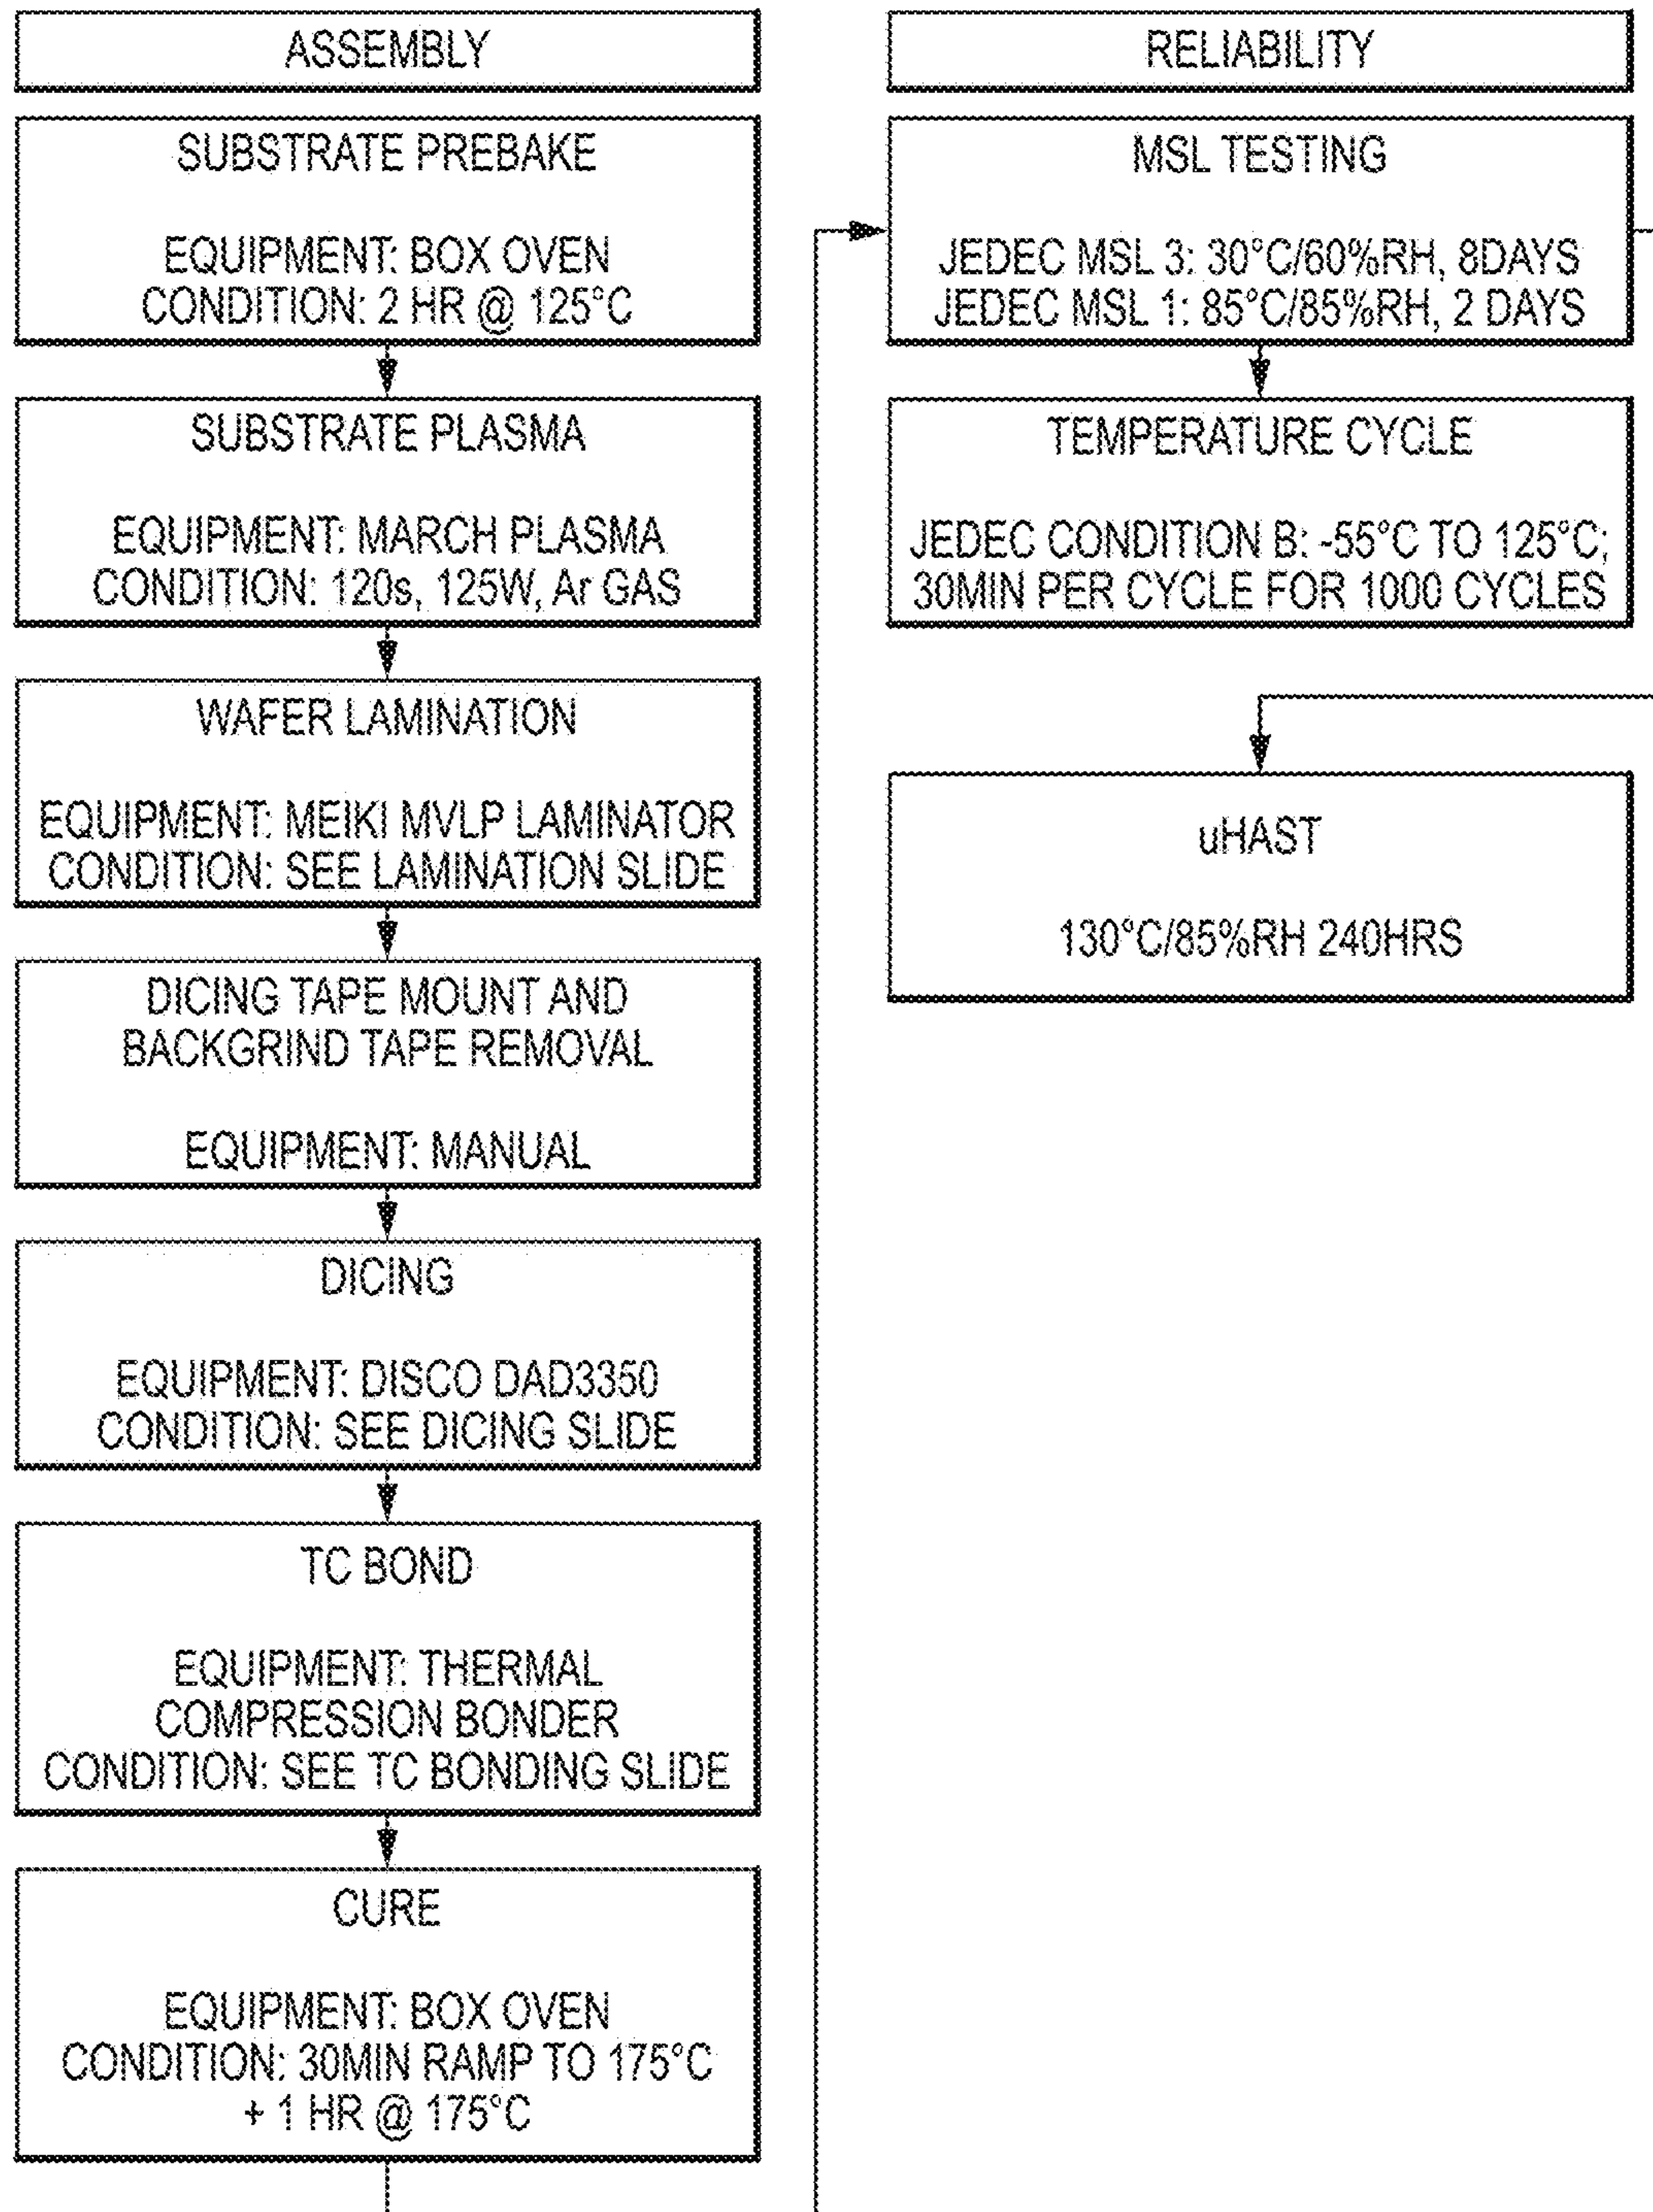 ASSEMBLY
SUBSTRATE PREBAKE
EQUIPMENT: BOX OVEN
CONDITION: 2 HR @ 125°C
SUBSTRATE PLASMA
EQUIPMENT: MARCH PLASMA
CONDITION: 120s, 125W, Ar GAS
WAFER LAMINATION
EQUIPMENT: MEIKI MVLP LAMINATOR
CONDITION: SEE LAMINATION SLIDE
DICING TAPE MOUNT AND
BACKGRIND TAPE REMOVAL
EQUIPMENT: MANUAL
DICING
EQUIPMENT: DISCO DAD3350
CONDITION: SEE DICING SLIDE
TC BOND
EQUIPMENT: THERMAL
COMPRESSION BONDER
CONDITION: SEE TC BONDING SLIDE
CURE
EQUIPMENT: BOX OVEN
CONDITION: 30MIN RAMP TO 175°C
+ 1 HR @ 175°C
RELIABILITY
MSL TESTING
JEDEC MSL 3: 30°C/60%RH, 8DAYS
JEDEC MSL 1: 85°C/85%RH, 2 DAYS
TEMPERATURE CYCLE
JEDEC CONDITION B: -55°C TO 125°C;
30MIN PER CYCLE FOR 1000 CYCLES
uHAST
130°C/85%RH 240HRS